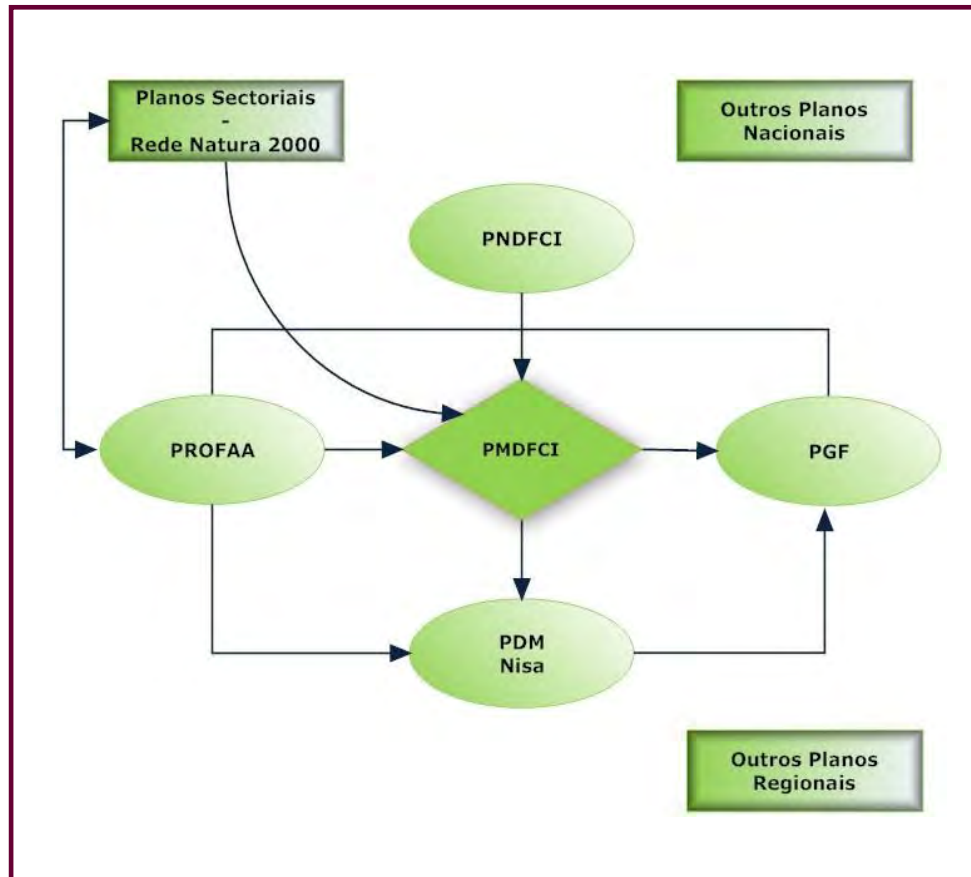 Planos Sectoriais
-
Rede Natura 2000
Outros Planos
Nacionais
PNDFCI
PROFAA
PMDFCI
PGF
PDM
Nisa
Outros Planos
Regionais